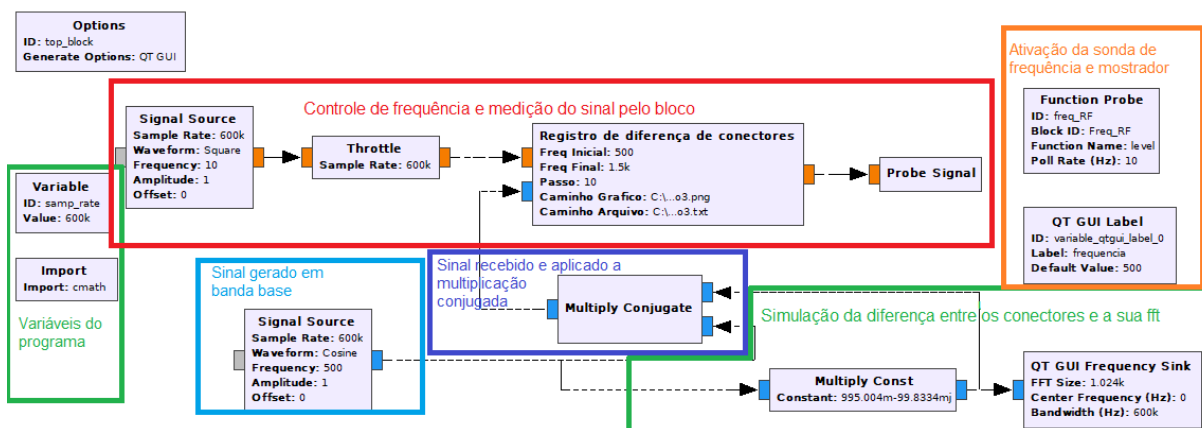 Options
ID: top_block
Generate Options: QT GUI
Controle de frequência e medição do sinal pelo bloco
Signal Source
Sample Rate: 600k
Waveform: Square
Frequency: 10
Amplitude: 1
Offset: 0
Throttle
Sample Rate: 600k
Registro de diferença de conectores
Freq Inicial: 500
Freq Final: 1.5k
Passo: 10
Caminho Grafico: C:\...o3.png
Caminho Arquivo: C:\...o3.txt
Probe Signal
Ativação da sonda de
frequência e mostrador
Function Probe
ID: freq_RF
Block ID: Freq_RF
Function Name: level
Poll Rate (Hz): 10
QT GUI Label
ID: variable_qtgui_label_0
Label: frequencia
Default Value: 500
Variable
ID: samp_rate
Value: 600k
Import
Import: cmath
Variáveis do
programa
Sinal gerado em
banda base
Signal Source
Sample Rate: 600k
Waveform: Cosine
Frequency: 500
Amplitude: 1
Offset: 0
Sinal recebido e aplicado a
multiplicação
conjugada
Multiply Conjugate
Simulação da diferença entre os conectores e a sua fft
Multiply Const
Constant: 995.004m-99.8334mj
QT GUI Frequency Sink
FFT Size: 1.024k
Center Frequency (Hz): 0
Bandwidth (Hz): 600k